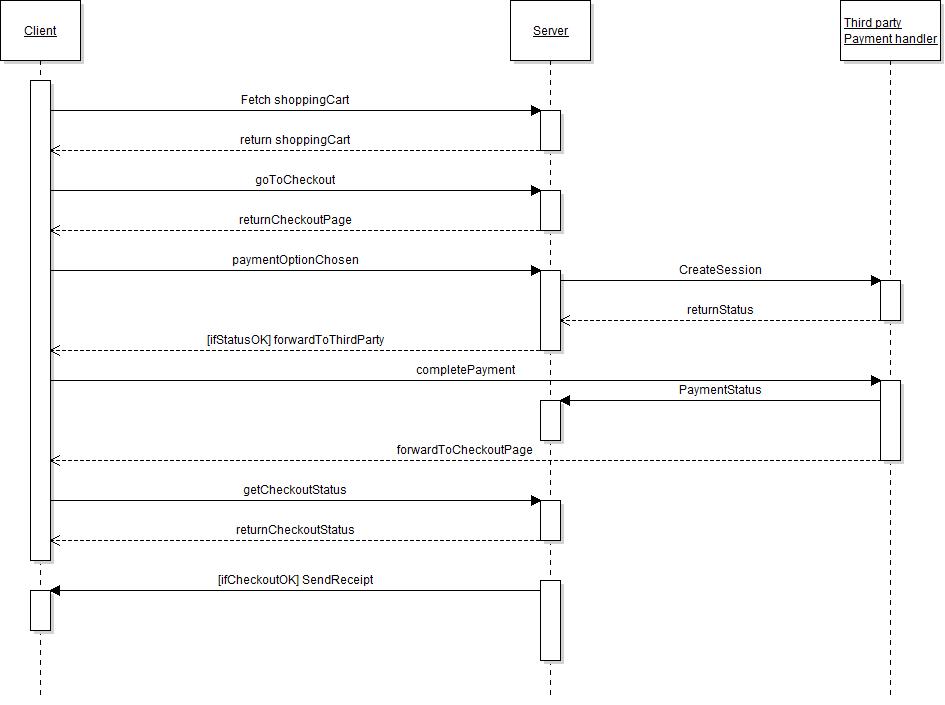 Client
Server
Third party
Payment handler
Fetch shoppingCart
return shoppingCart
goToCheckout
returnCheckoutPage
paymentOptionChosen
CreateSession
returnStatus
[ifStatusOK] forwardToThirdParty
completePayment
PaymentStatus
forwardToCheckoutPage
getCheckoutStatus
returnCheckoutStatus
[ifCheckoutOK] SendReceipt